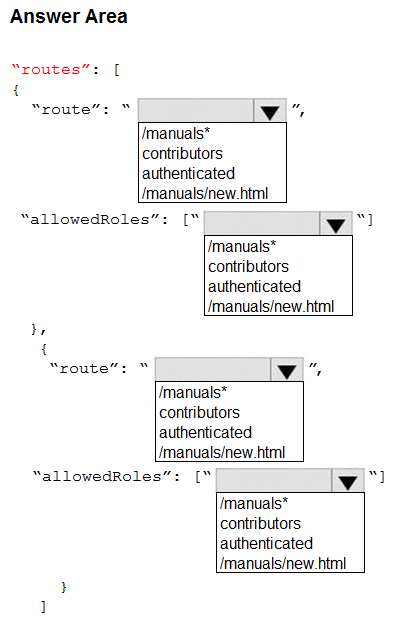 Answer Area
“routes”: [
{
“route”: “ ”,
/manuals*
contributors
authenticated
/manuals/new.html
“allowedRoles”: [“ “]
/manuals*
contributors
authenticated
/manuals/new.html
},
{
“route”: “ ”,
/manuals*
contributors
authenticated
/manuals/new.html
“allowedRoles”: [“ “]
/manuals*
contributors
authenticated
/manuals/new.html
}
]